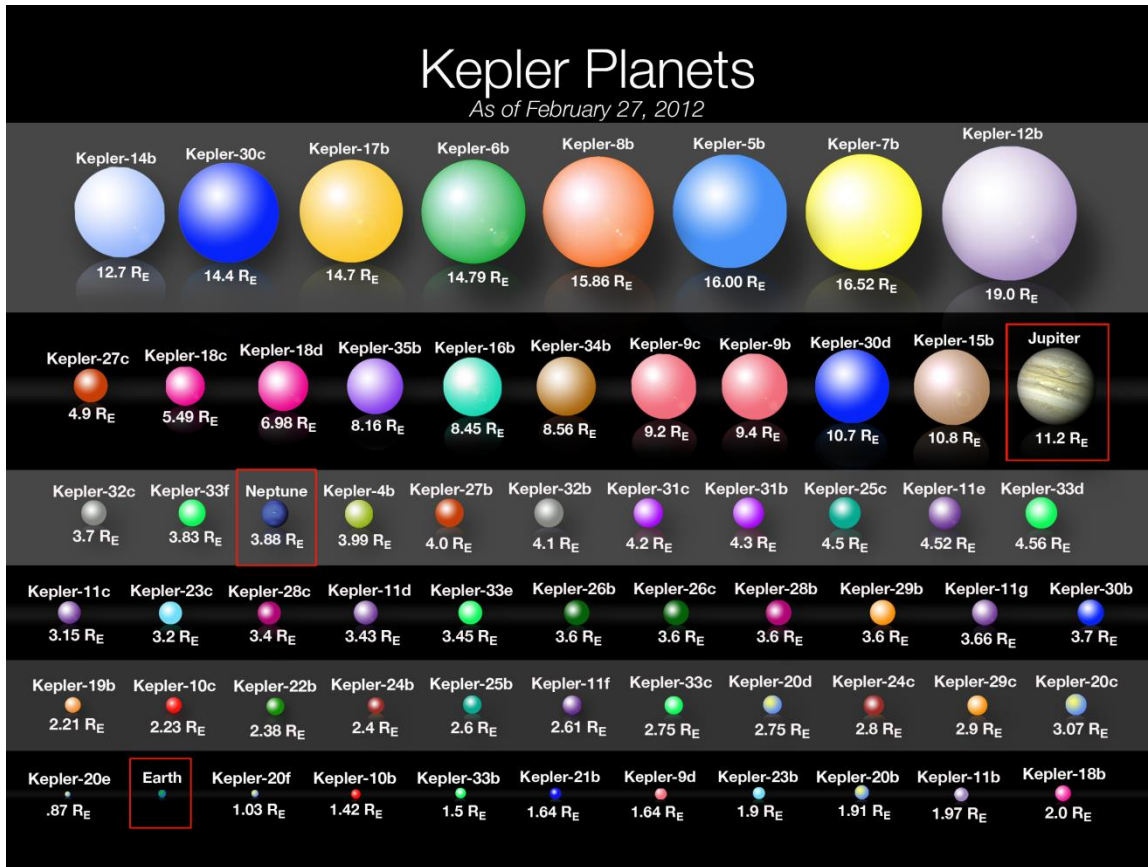 Kepler Planets
As of February 27, 2012
Kepler-14b Kepler-30c Kepler-17b Kepler-6b Kepler-8b Kepler-5b Kepler-7b Kepler-12b
12.7 RE 14.4 RE 14.7 RE 14.79 RE 15.86 RE 16.00 RE 16.52 RE 19.0 RE
Kepler-27c Kepler-18c Kepler-18d Kepler-35b Kepler-16b Kepler-34b Kepler-9c Kepler-9b Kepler-30d Kepler-15b Jupiter
4.9 RE 5.49 RE 6.98 RE 8.16 RE 8.45 RE 8.56 RE 9.2 RE 9.4 RE 10.7 RE 10.8 RE 11.2 RE
Kepler-32c Kepler-33f Neptune Kepler-4b Kepler-27b Kepler-32b Kepler-31c Kepler-31b Kepler-25c Kepler-11e Kepler-33d
3.7 RE 3.83 RE 3.88 RE 3.99 RE 4.0 RE 4.1 RE 4.2 RE 4.3 RE 4.5 RE 4.52 RE 4.56 RE
Kepler-11c Kepler-23c Kepler-28c Kepler-11d Kepler-33e Kepler-26b Kepler-26c Kepler-28b Kepler-29b Kepler-11g Kepler-30b
3.15 RE 3.2 RE 3.4 RE 3.43 RE 3.45 RE 3.6 RE 3.6 RE 3.6 RE 3.6 RE 3.66 RE 3.7 RE
Kepler-19b Kepler-10c Kepler-22b Kepler-24b Kepler-25b Kepler-11f Kepler-33c Kepler-20d Kepler-24c Kepler-29c Kepler-20c
2.21 RE 2.23 RE 2.38 RE 2.4 RE 2.6 RE 2.61 RE 2.75 RE 2.75 RE 2.8 RE 2.9 RE 3.07 RE
Kepler-20e Earth Kepler-20f Kepler-10b Kepler-33b Kepler-21b Kepler-9d Kepler-23b Kepler-20b Kepler-11b Kepler-18b
.87 RE 1.03 RE 1.42 RE 1.5 RE 1.64 RE 1.64 RE 1.9 RE 1.91 RE 1.97 RE 2.0 RE